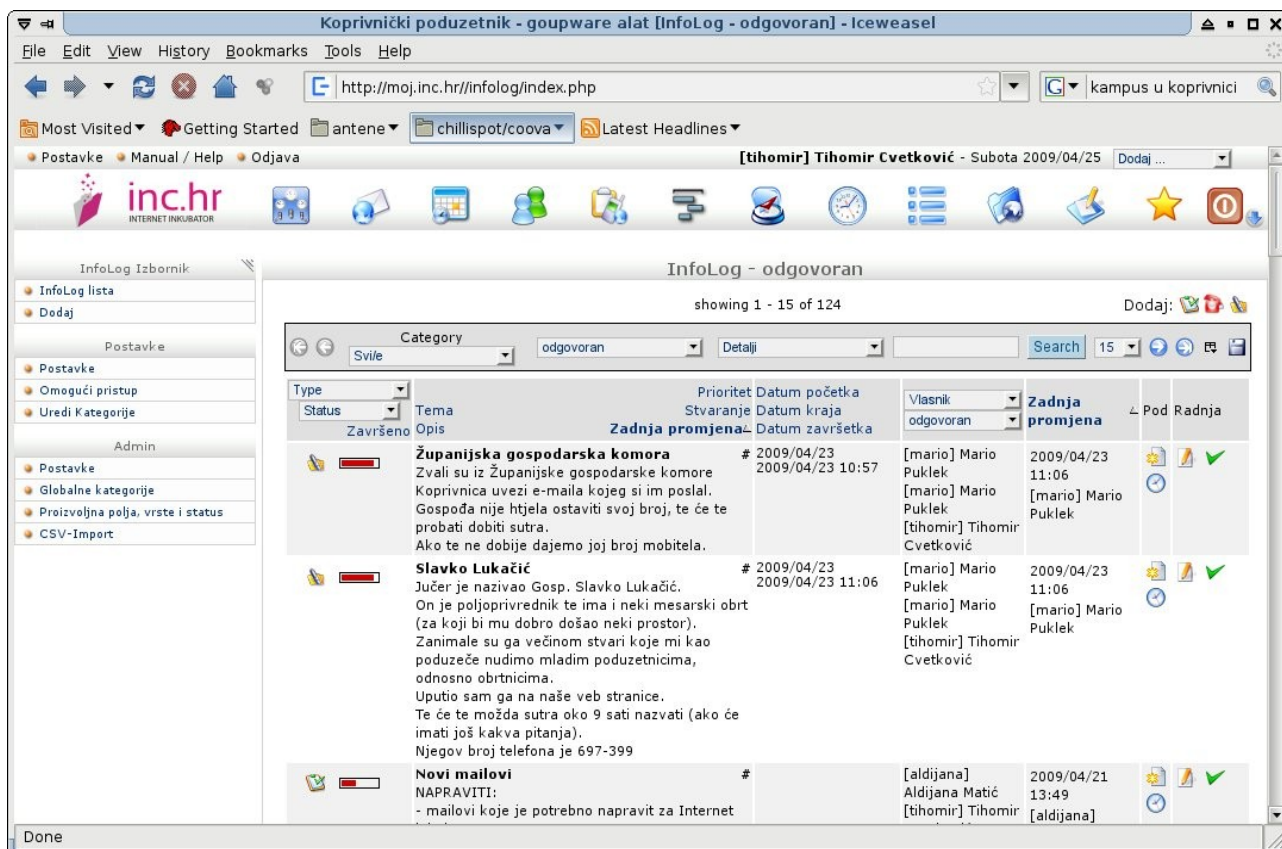 Koprivnički poduzetnik - goupware alat [InfoLog - odgovoran] - Iceweasel
File Edit View History Bookmarks Tools Help
http://moj.inc.hr//infolog/index.php
G kampus u koprivnici
Most Visited Getting Started antene chillispot/coova Latest Headlines
Postavke Manual / Help Odjava
[tihomir] Tihomir Cvetković - Subota 2009/04/25 Dodaj ...
inc.hr
INTERNET INKUBATOR
InfoLog Izbornik
InfoLog lista
Dodaj
Postavke
Postavke
Omogući pristup
Uredi Kategorije
Admin
Postavke
Globalne kategorije
Proizvoljna polja, vrste i status
CSV-Import
InfoLog - odgovoran
showing 1 - 15 of 124
Dodaj:
Category
Svi/e
odgovoran
Detalji
Search
15
Type
Status
Završeno
Tema
Opis
Prioritet
Stvaranje
Zadnja promjena
Datum početka
Datum kraja
Datum završetka
Vlasnik
odgovoran
Zadnja promjena
Pod
Radnja
Županijska gospodarska komora #
Zvali su iz Županijske gospodarske komore
Koprivnica uvezi e-maila kojeg si im poslal.
Gospođa nije htjela ostaviti svoj broj, te će te
probati dobiti sutra.
Ako te ne dobije dajemo joj broj mobitela.
2009/04/23
2009/04/23 10:57
[mario] Mario
Puklek
[mario] Mario
Puklek
[tihomir] Tihomir
Cvetković
2009/04/23
11:06
[mario] Mario
Puklek
Slavko Lukačić #
Jučer je nazivao Gosp. Slavko Lukačić.
On je poljoprivrednik te ima i neki mesarski obrt
(za koji bi mu dobro došao neki prostor).
Zanimale su ga večinom stvari koje mi kao
poduzeče nudimo mladim poduzetnicima,
odnosno obrtnicima.
Uputio sam ga na naše veb stranice.
Te će te možda sutra oko 9 sati nazvati (ako će
imati još kakva pitanja).
Njegov broj telefona je 697-399
2009/04/23
2009/04/23 11:06
[mario] Mario
Puklek
[mario] Mario
Puklek
[tihomir] Tihomir
Cvetković
2009/04/23
11:06
[mario] Mario
Puklek
Novi mailovi #
NAPRAVITI:
- mailovi koje je potrebno napravit za Internet
[aldijana]
Aldijana Matić
[tihomir] Tihomir
2009/04/21
13:49
[aldijana]
Done